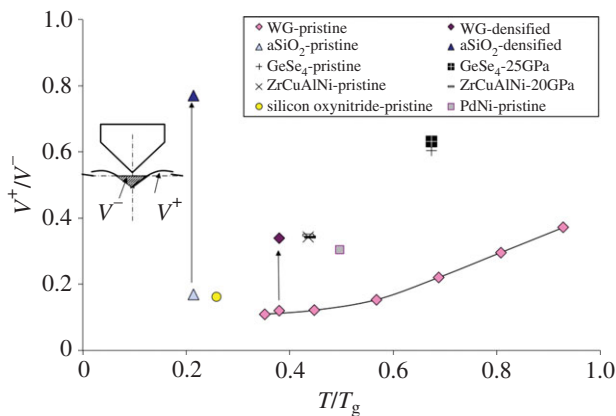 1.0
0.8
0.6
0.4
0.2
0
V⁺/V⁻
WG-pristine
WG-densified
aSiO₂-pristine
aSiO₂-densified
GeSe₄-pristine
GeSe₄-25GPa
ZrCuAlNi-pristine
ZrCuAlNi-20GPa
silicon oxynitride-pristine
PdNi-pristine
V⁻
V⁺
0
0.2
0.4
0.6
0.8
1.0
T/Tg